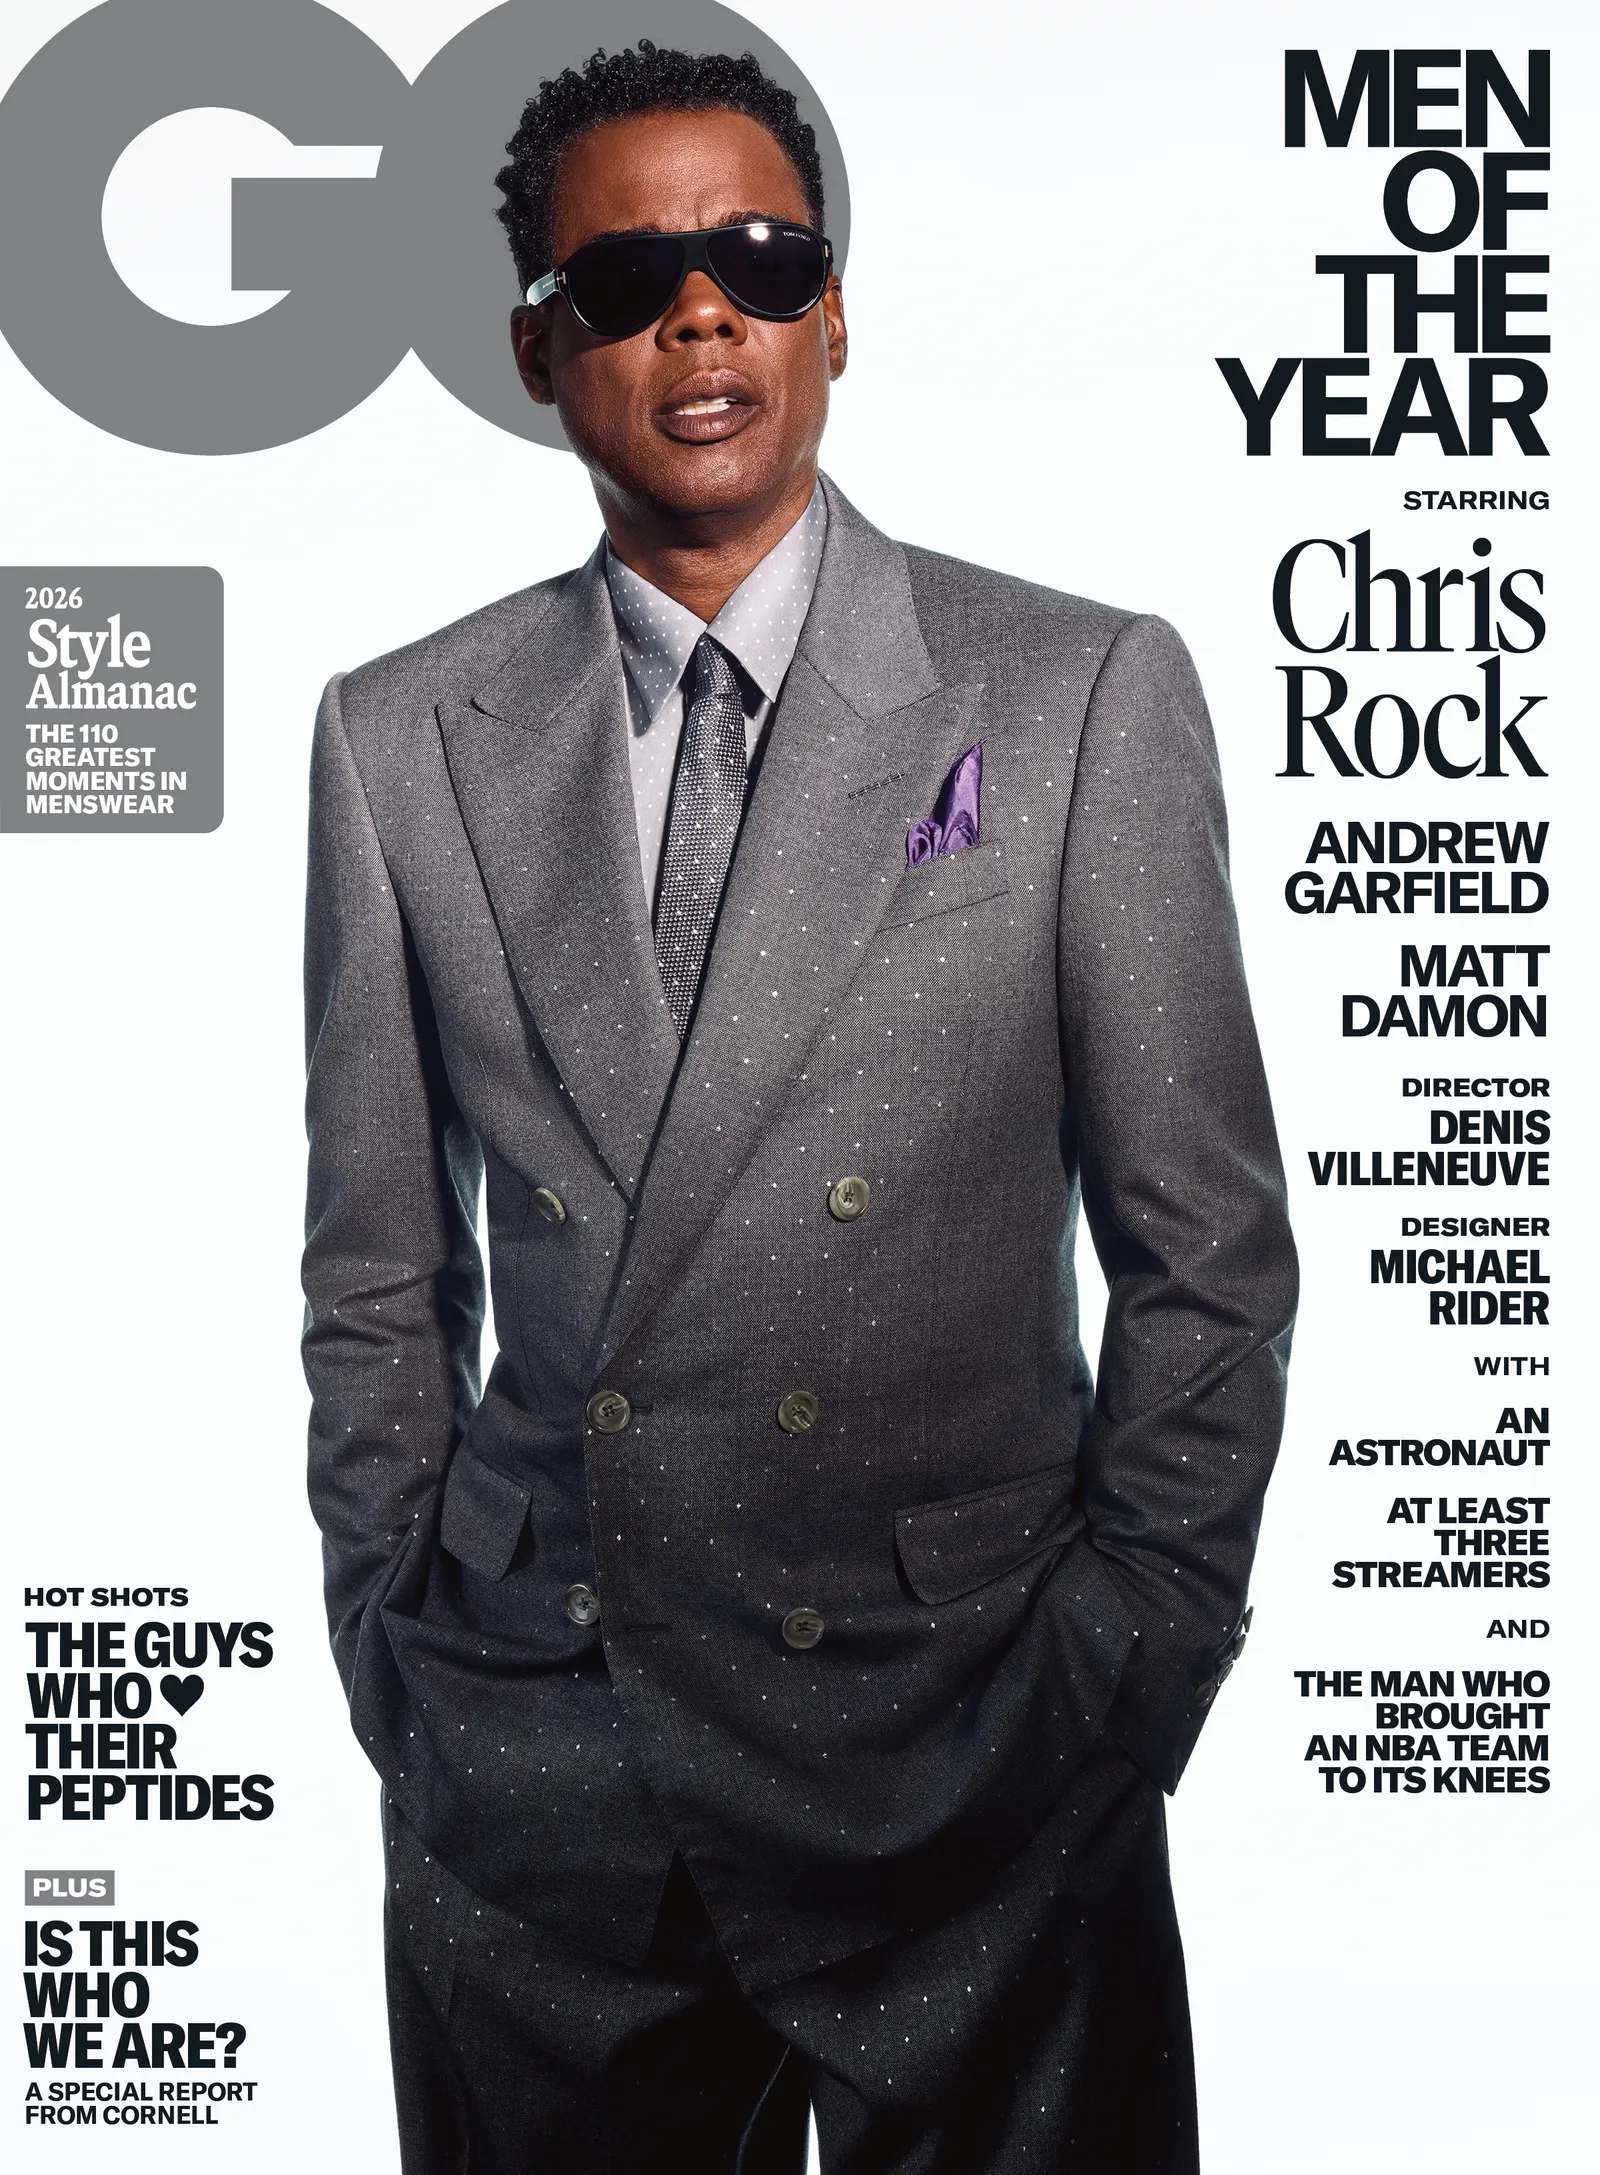 GQ
MEN
OF
THE
YEAR
STARRING
Chris
Rock
ANDREW
GARFIELD
MATT
DAMON
DIRECTOR
DENIS
VILLENEUVE
DESIGNER
MICHAEL
RIDER
WITH
AN
ASTRONAUT
AT LEAST
THREE
STREAMERS
AND
THE MAN WHO
BROUGHT
AN NBA TEAM
TO ITS KNEES
2026
Style
Almanac
THE 110
GREATEST
MOMENTS IN
MENSWEAR
HOT SHOTS
THE GUYS
WHO ♥
THEIR
PEPTIDES
PLUS
IS THIS
WHO
WE ARE?
A SPECIAL REPORT
FROM CORNELL
TOM FORD